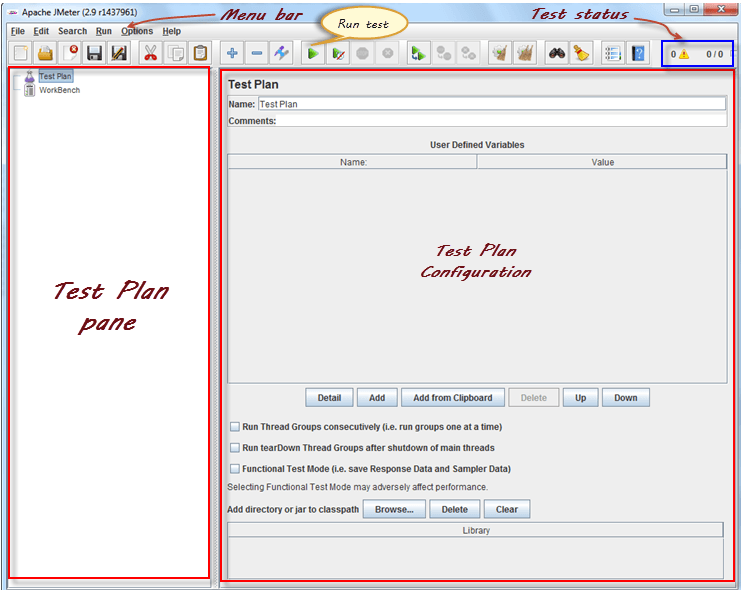 Apache JMeter (2.9 r1437961)
Menu bar
Run test
Test status
File Edit Search Run Options Help
0 0 / 0
Test Plan
WorkBench
Test Plan
pane
Test Plan
Name: Test Plan
Comments:
User Defined Variables
Name: Value
Test Plan
Configuration
Detail Add Add from Clipboard Delete Up Down
Run Thread Groups consecutively (i.e. run groups one at a time)
Run tearDown Thread Groups after shutdown of main threads
Functional Test Mode (i.e. save Response Data and Sampler Data)
Selecting Functional Test Mode may adversely affect performance.
Add directory or jar to classpath Browse... Delete Clear
Library